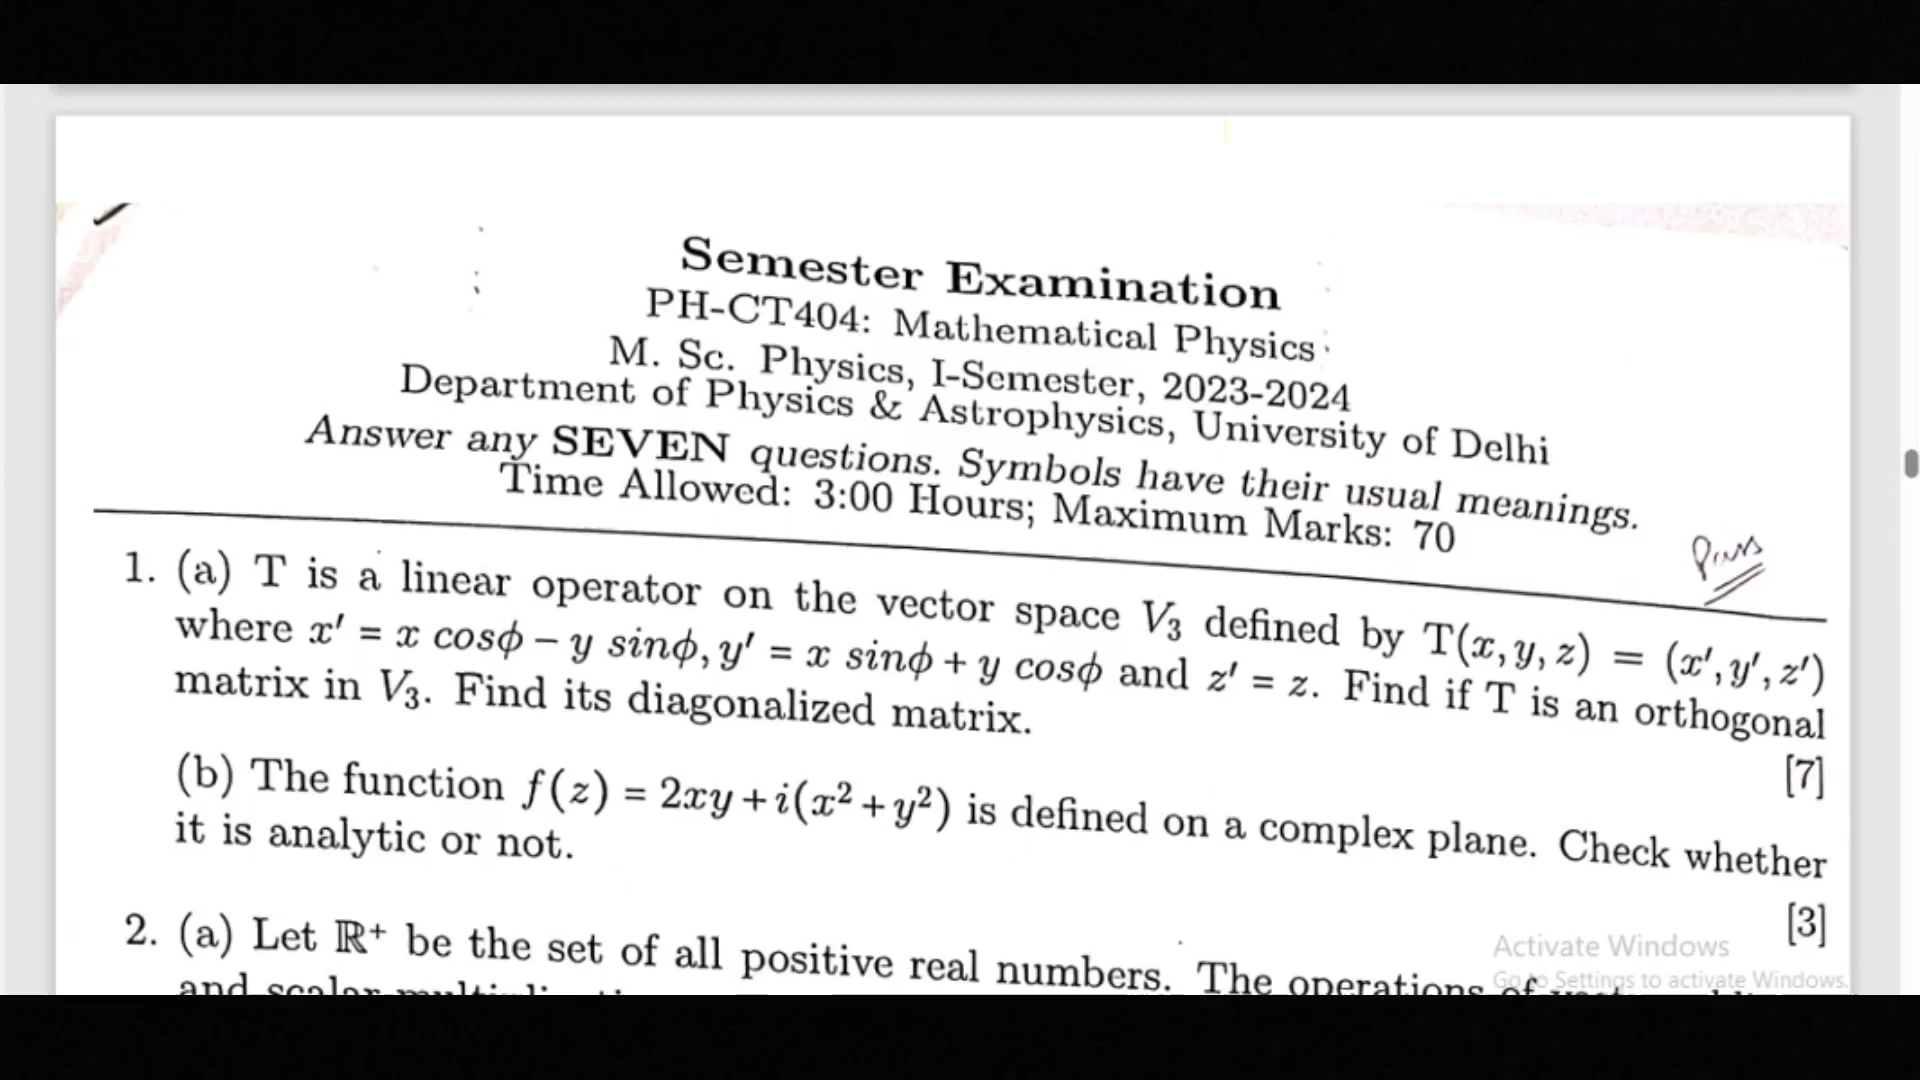 Semester Examination
PH-CT404: Mathematical Physics
M. Sc. Physics, I-Semester, 2023-2024
Department of Physics & Astrophysics, University of Delhi
Answer any SEVEN questions. Symbols have their usual meanings.
Time Allowed: 3:00 Hours; Maximum Marks: 70
1. (a) T is a linear operator on the vector space V₃ defined by T(x, y, z) = (x′, y′, z′)
where x′ = x cosϕ − y sinϕ, y′ = x sinϕ + y cosϕ and z′ = z. Find if T is an orthogonal
matrix in V₃. Find its diagonalized matrix.
[7]
(b) The function f(z) = 2xy + i(x² + y²) is defined on a complex plane. Check whether
it is analytic or not.
[3]
2. (a) Let ℝ⁺ be the set of all positive real numbers. The operations of
and scalar
Activate Windows
Go to Settings to activate Windows.